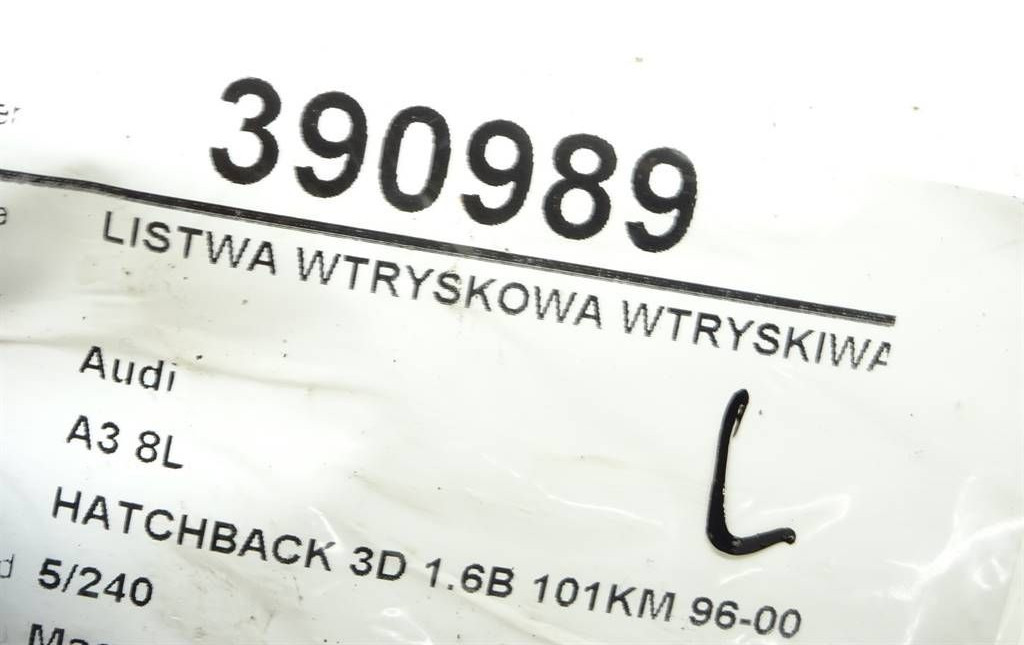 390989
LISTWA WTRYSKOWA WTRYSKIWA
Audi
A3 8L
L
HATCHBACK 3D 1.6B 101KM 96-00
5/240